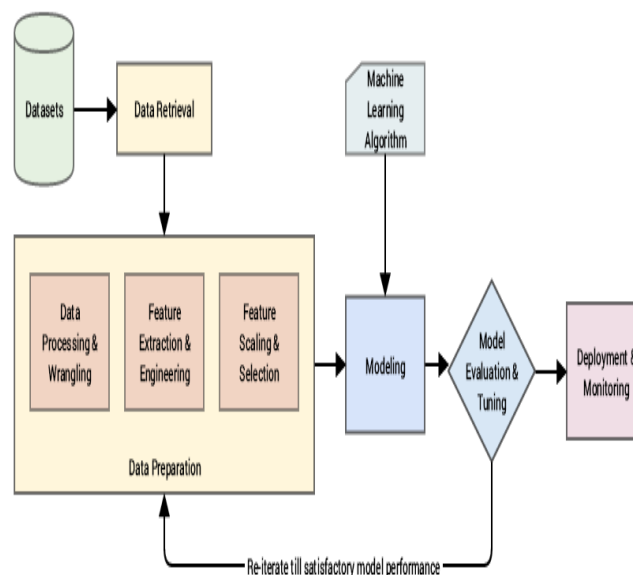 Datasets
Data Retrieval
Machine
Learning
Algorithm
Data
Processing &
Wrangling
Feature
Extraction &
Engineering
Feature
Scaling &
Selection
Data Preparation
Modeling
Model
Evaluation &
Tuning
Deployment &
Monitoring
Re-iterate till satisfactory model performance